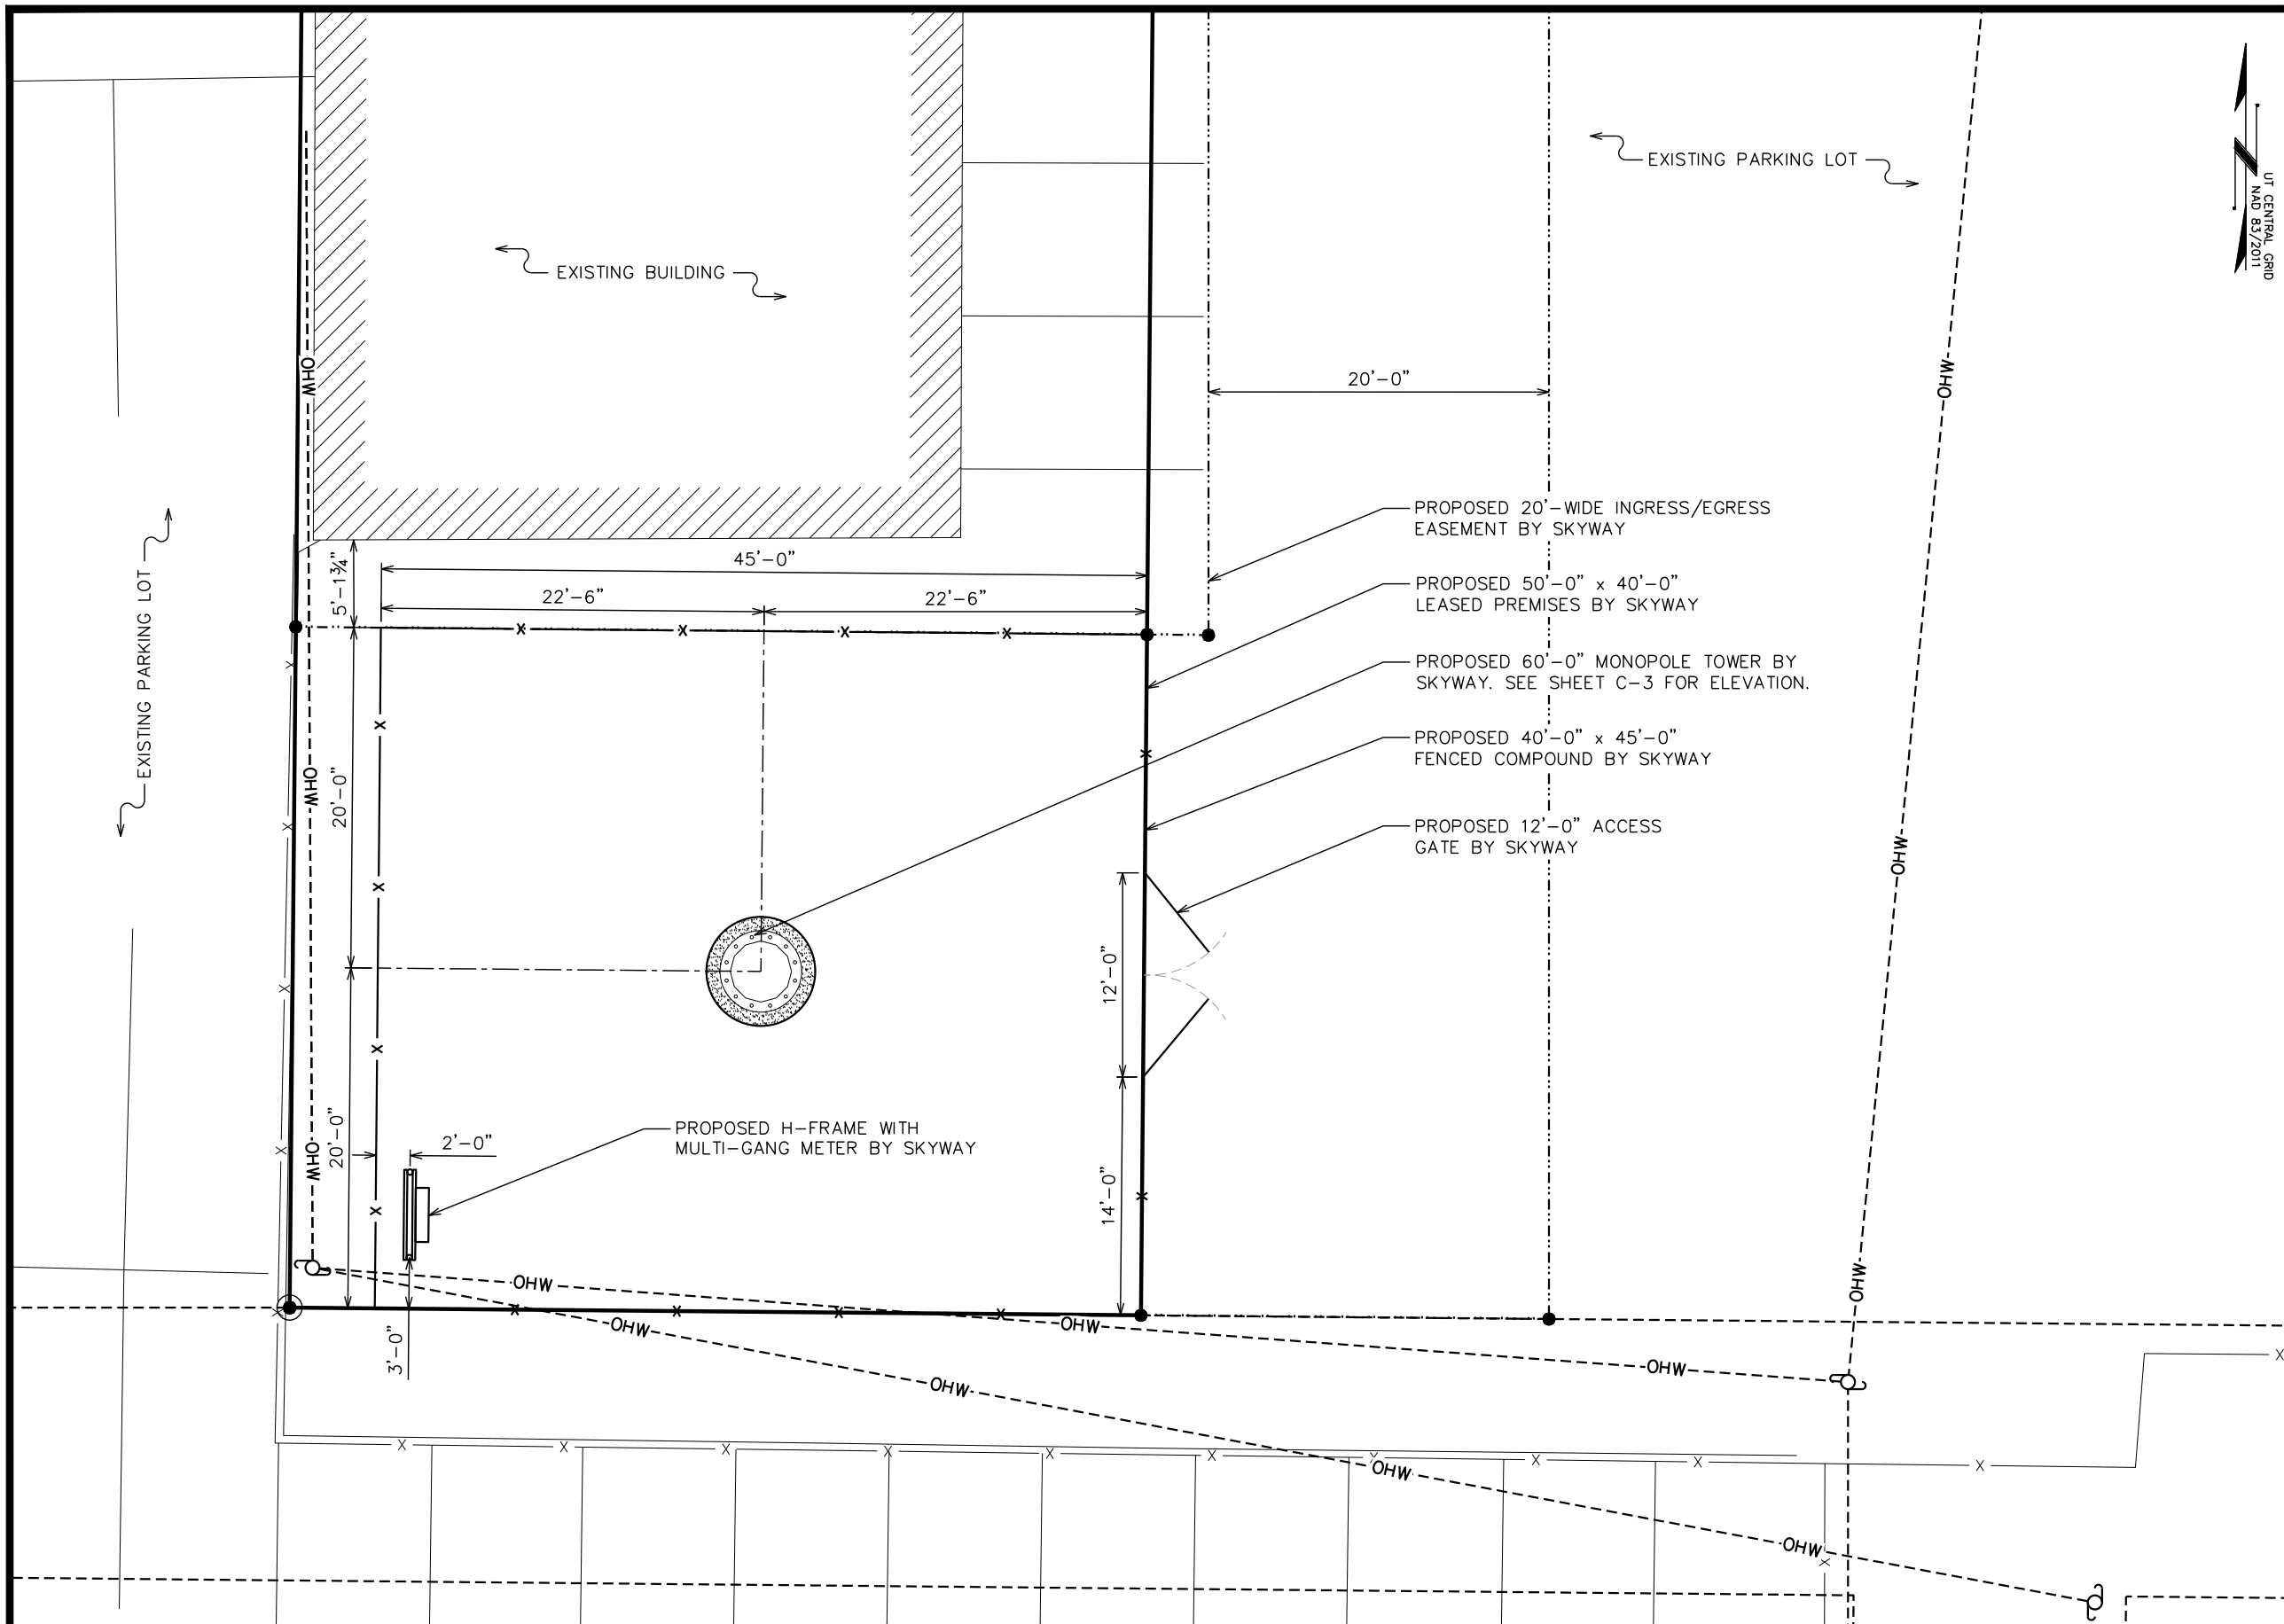 UT CENTRAL GRID
NAD 83/2011
EXISTING PARKING LOT
EXISTING BUILDING
OHW
OHW
20'-0"
PROPOSED 20'-WIDE INGRESS/EGRESS
EASEMENT BY SKYWAY
45'-0"
5'-1¾"
22'-6"
22'-6"
PROPOSED 50'-0" x 40'-0"
LEASED PREMISES BY SKYWAY
EXISTING PARKING LOT
X
X
X
X
PROPOSED 60'-0" MONOPOLE TOWER BY
SKYWAY. SEE SHEET C-3 FOR ELEVATION.
X
X
X
PROPOSED 40'-0" x 45'-0"
FENCED COMPOUND BY SKYWAY
20'-0"
OHW
X
PROPOSED 12'-0" ACCESS
GATE BY SKYWAY
OHW
X
12'-0"
X
X
PROPOSED H-FRAME WITH
MULTI-GANG METER BY SKYWAY
20'-0"
2'-0"
OHW
X
14'-0"
X
X
OHW
OHW
X
X
X
X
X
OHW
OHW
3'-0"
OHW
X
OHW
X
X
X
X
X
X
X
X
X
X
OHW
OHW
X